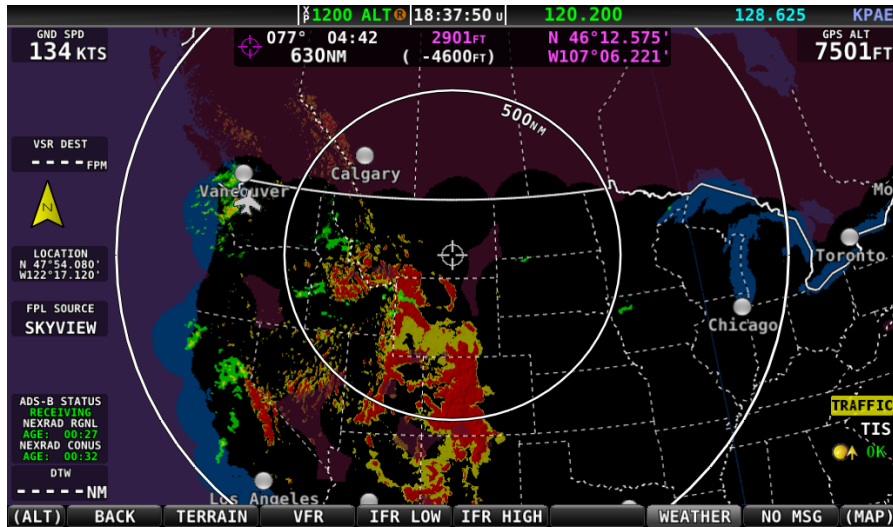 XP 1200 ALT R 18:37:50 U 120.200 128.625 KPAE
GND SPD
134 KTS
077° 04:42 2901FT N 46°12.575'
630NM ( -4600FT) W107°06.221'
GPS ALT
7501FT
500NM
VSR DEST
---- FPM
Calgary
Vancouver
N
Mo
LOCATION
N 47°54.080'
W122°17.120'
Toronto
FPL SOURCE
SKYVIEW
Chicago
ADS-B STATUS
RECEIVING
NEXRAD RGNL
AGE: 00:27
NEXRAD CONUS
AGE: 00:32
TRAFFIC
TIS
OK
DTW
-----NM
Los Angeles
(ALT) BACK TERRAIN VFR IFR LOW IFR HIGH WEATHER NO MSG (MAP)